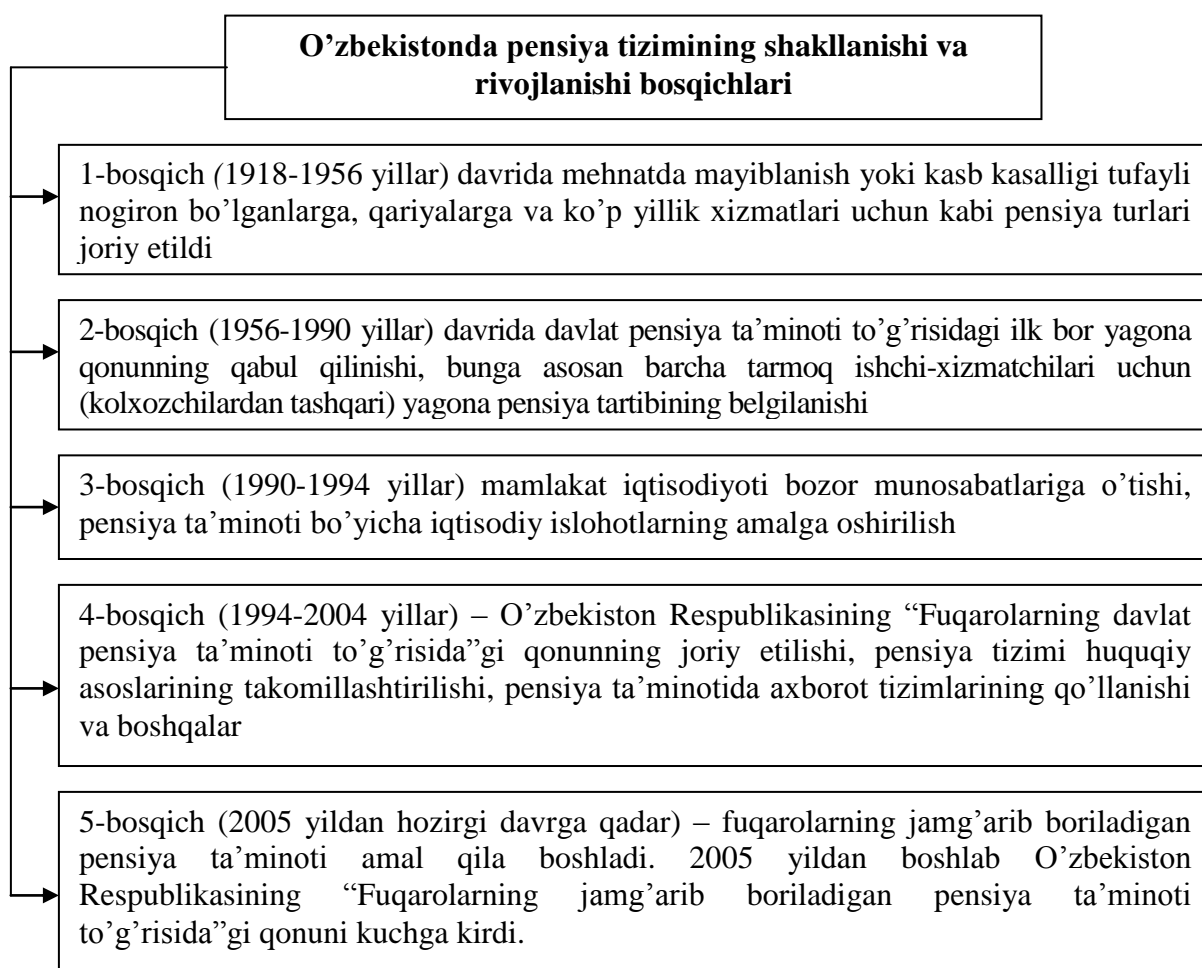 O’zbekistonda pensiya tizimining shakllanishi va
rivojlanishi bosqichlari
1-bosqich (1918-1956 yillar) davrida mehnatda mayiblanish yoki kasb kasalligi tufayli
nogiron bo’lganlarga, qariyalarga va ko’p yillik xizmatlari uchun kabi pensiya turlari
joriy etildi
2-bosqich (1956-1990 yillar) davrida davlat pensiya ta’minoti to’g’risidagi ilk bor yagona
qonunning qabul qilinishi, bunga asosan barcha tarmoq ishchi-xizmatchilari uchun
(kolxozchilardan tashqari) yagona pensiya tartibining belgilanishi
3-bosqich (1990-1994 yillar) mamlakat iqtisodiyoti bozor munosabatlariga o’tishi,
pensiya ta’minoti bo’yicha iqtisodiy islohotlarning amalga oshirilish
4-bosqich (1994-2004 yillar) – O’zbekiston Respublikasining “Fuqarolarning davlat
pensiya ta’minoti to’g’risida”gi qonunning joriy etilishi, pensiya tizimi huquqiy
asoslarining takomillashtirilishi, pensiya ta’minotida axborot tizimlarining qo’llanishi
va boshqalar
5-bosqich (2005 yildan hozirgi davrga qadar) – fuqarolarning jamg’arib boriladigan
pensiya ta’minoti amal qila boshladi. 2005 yildan boshlab O’zbekiston
Respublikasining “Fuqarolarning jamg’arib boriladigan pensiya ta’minoti
to’g’risida”gi qonuni kuchga kirdi.